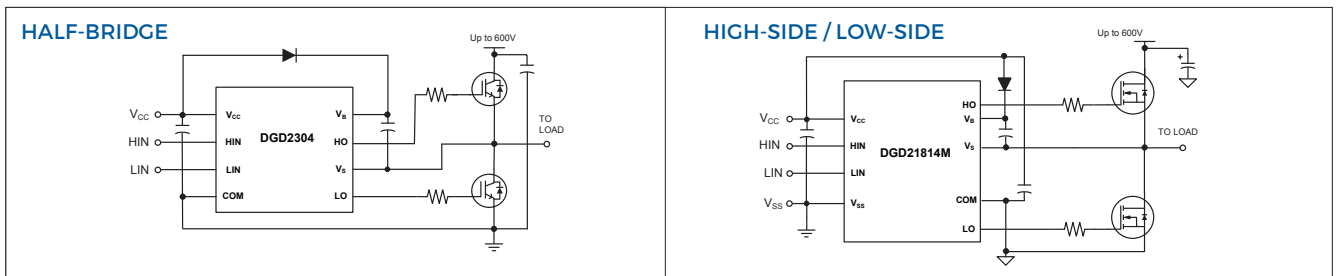 HALF-BRIDGE
Up to 600V
VCC
HIN
LIN
VCC
HIN
LIN
COM
DGD2304
VB
HO
VS
LO
TO
LOAD
HIGH-SIDE / LOW-SIDE
Up to 600V
+
VCC
HIN
LIN
VSS
VCC
HIN
LIN
VSS
DGD21814M
HO
VB
VS
COM
LO
TO LOAD